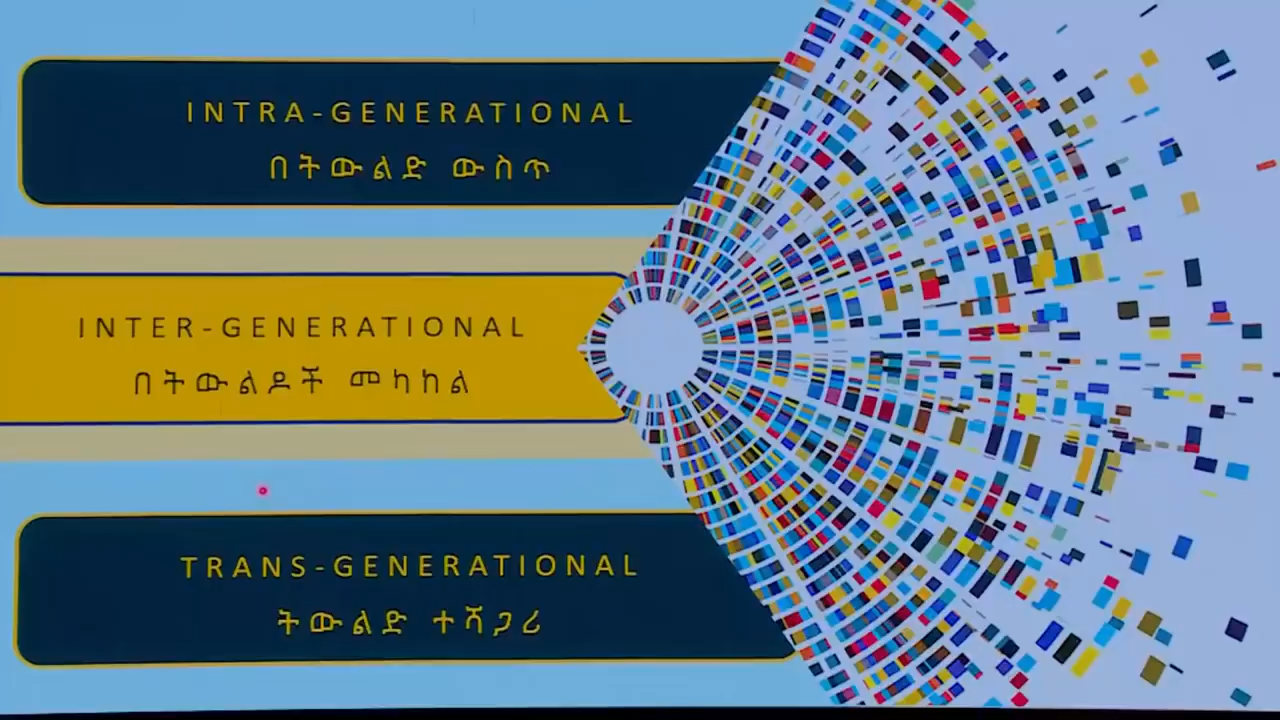 INTRA-GENERATIONAL
በትውልድ ውስጥ
INTER-GENERATIONAL
በትውልዶች መካከል
TRANS-GENERATIONAL
ትውልድ ተሻጋሪ